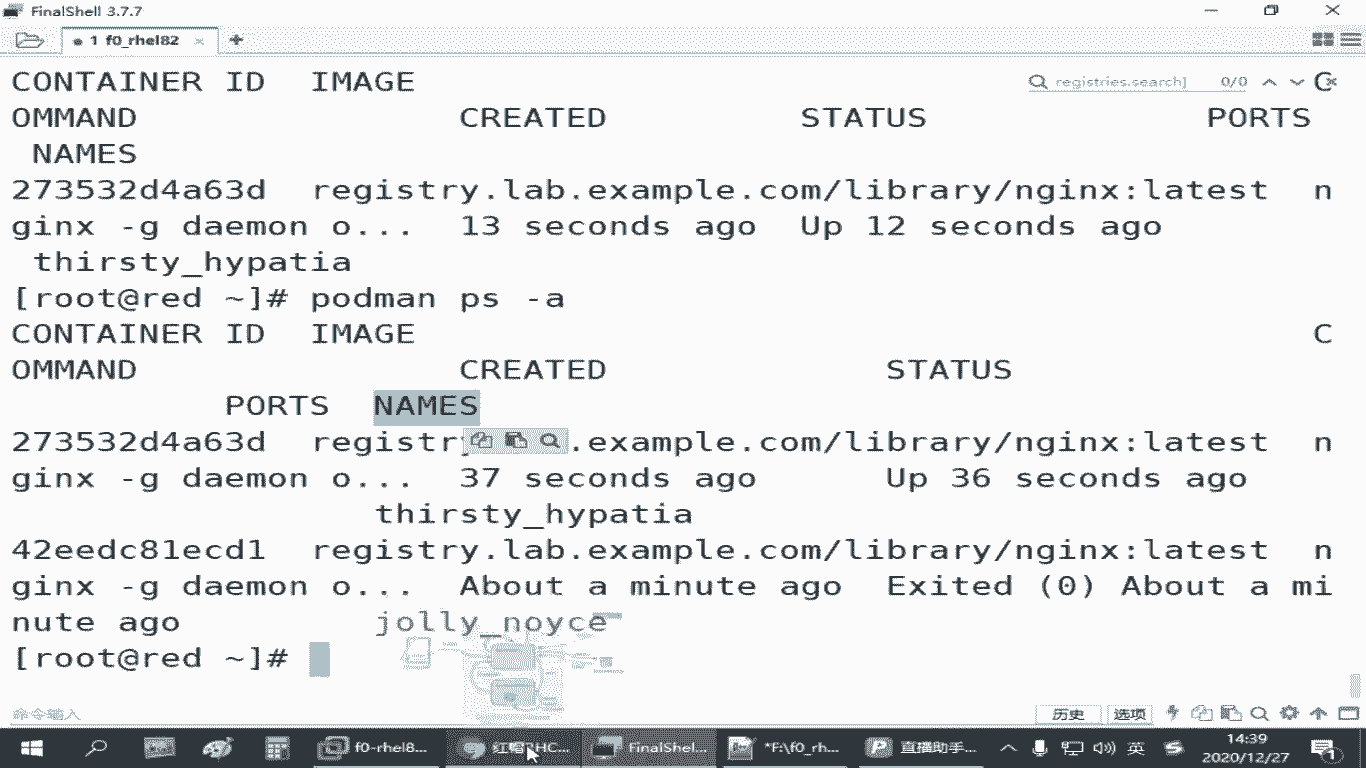 FinalShell 3.7.7
1 f0_rhel82
CONTAINER ID IMAGE C
registries.search] 0/0
OMMAND CREATED STATUS PORTS
NAMES
273532d4a63d registry.lab.example.com/library/nginx:latest n
ginx -g daemon o... 13 seconds ago Up 12 seconds ago
thirsty_hypatia
[root@red ~]# podman ps -a
CONTAINER ID IMAGE C
OMMAND CREATED STATUS
PORTS NAMES
273532d4a63d registry .example.com/library/nginx:latest n
ginx -g daemon o... 37 seconds ago Up 36 seconds ago
thirsty_hypatia
42eedc81ecd1 registry.lab.example.com/library/nginx:latest n
ginx -g daemon o... About a minute ago Exited (0) About a mi
nute ago jolly_noyce
[root@red ~]#
命令输入 历史 选项
f0-rhel8... 红帽RHC... FinalShel... *F:\f0_rh... 直播助手... 英 14:39
2020/12/27 1